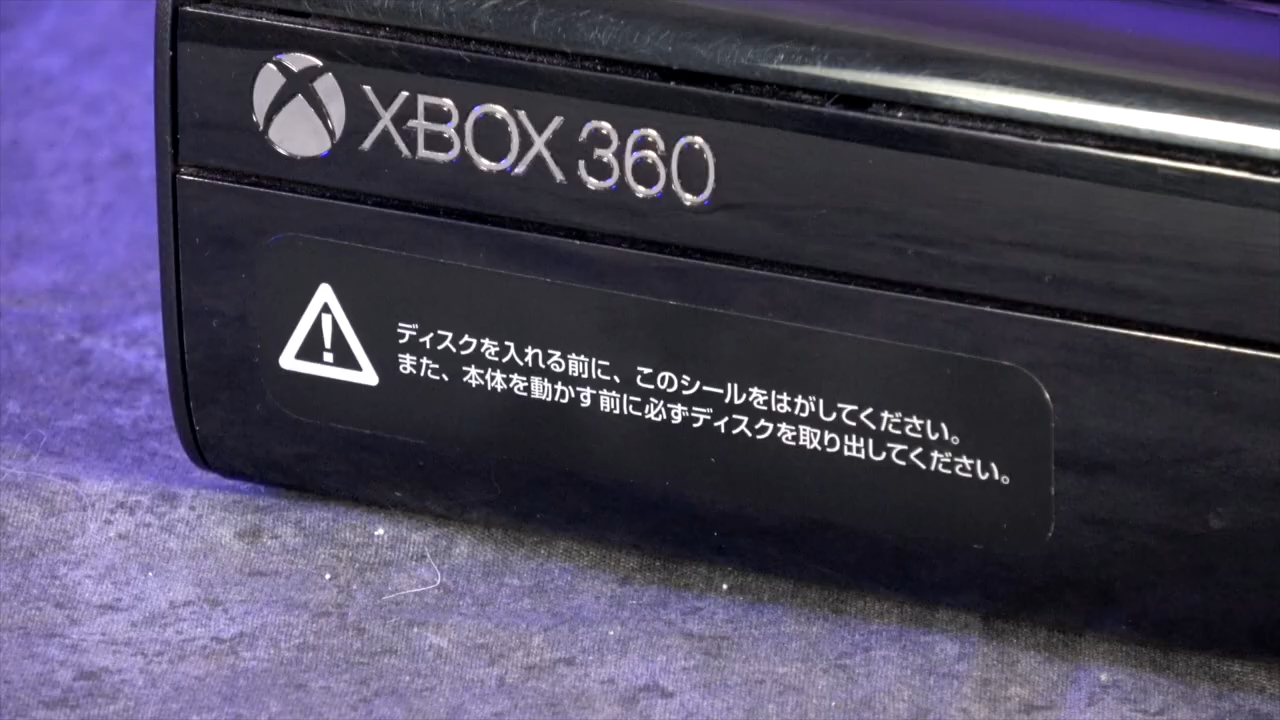 XBOX 360
ディスクを入れる前に、このシールをはがしてください。
また、本体を動かす前に必ずディスクを取り出してください。